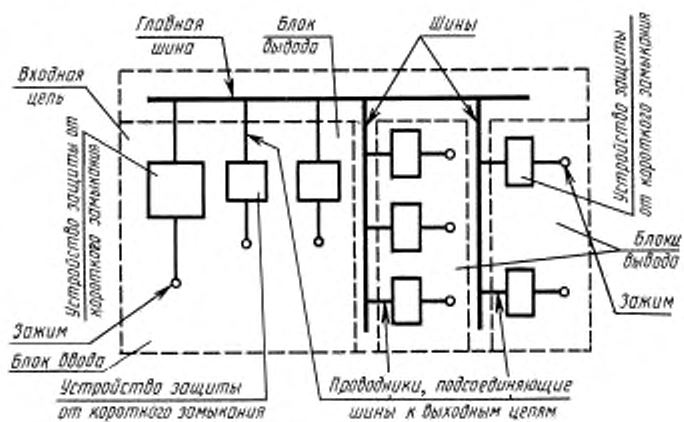 Главная
шина
Блок
вывода
Шины
Входная
цепь
Устройство защиты от
короткого замыкания
Устройство защиты
от короткого замыкания
Блоки
вывода
Зажим
Зажим
Блок ввода
Устройство защиты
от короткого замыкания
Проводники, подсоединяющие
шины к выходным цепям